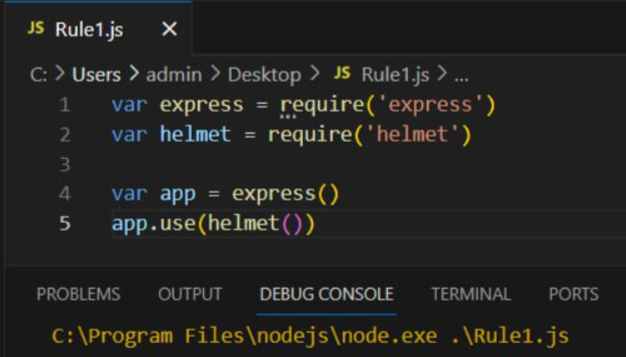 JS Rule1.js ×
C: > Users > admin > Desktop > JS Rule1.js > ...
1 var express = require('express')
2 var helmet = require('helmet')
3
4 var app = express()
5 app.use(helmet())
PROBLEMS OUTPUT DEBUG CONSOLE TERMINAL PORTS
C:\Program Files\nodejs\node.exe .\Rule1.js